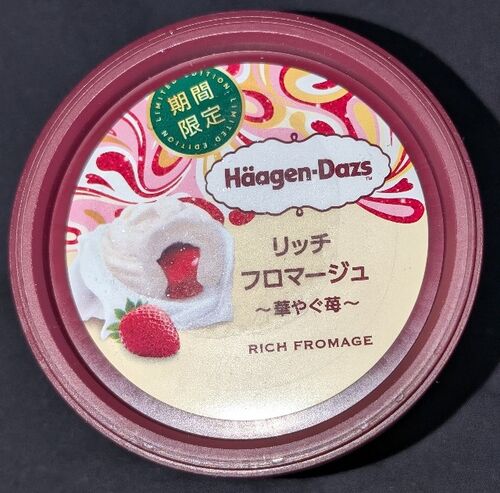 LIMITED EDITION
期間
限定
LIMITED EDITION
Häagen-Dazs
TM
リッチ
フロマージュ
～華やぐ苺～
RICH FROMAGE